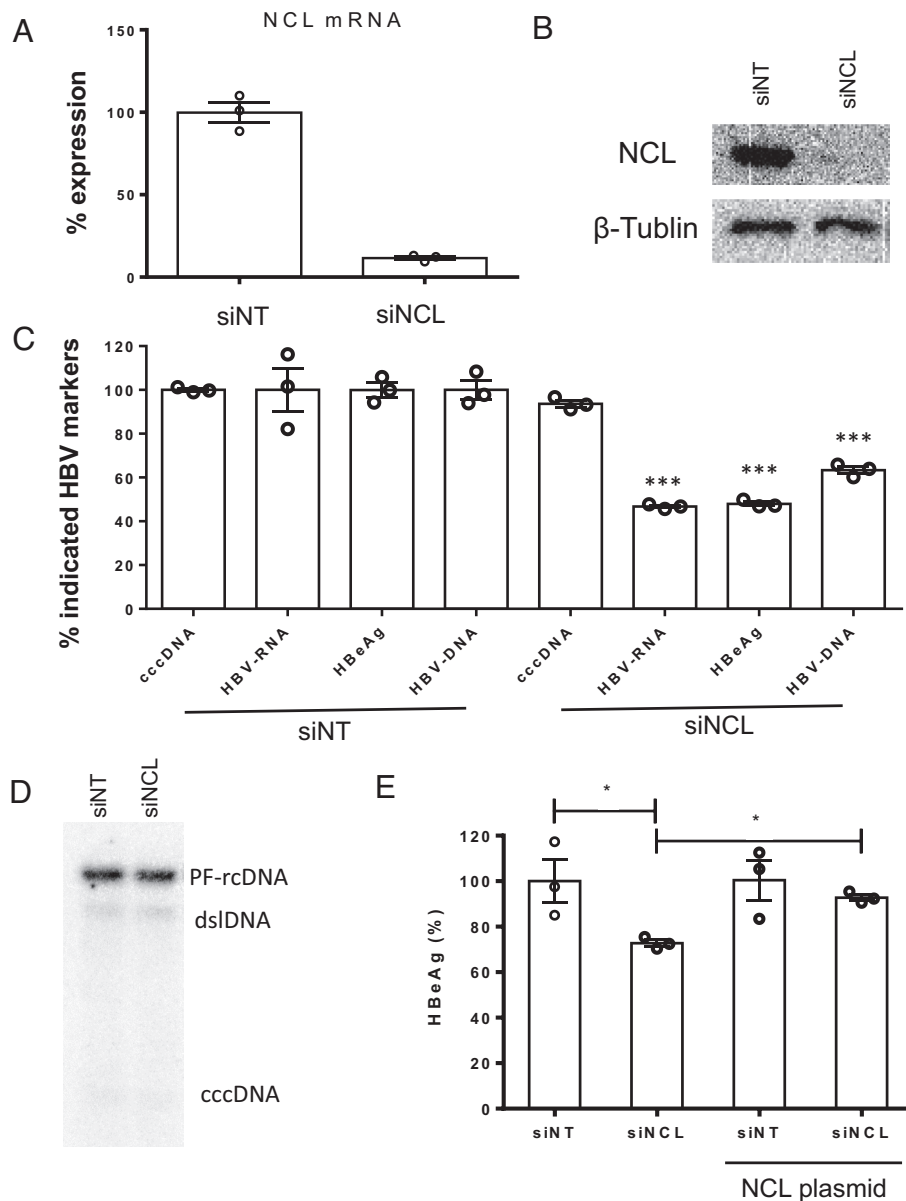 A
NCL mRNA
% expression
150
100
50
0
siNT
siNCL
B
siNT
siNCL
NCL
β-Tublin
C
% indicated HBV markers
120
100
80
60
40
20
0
***
***
***
cccDNA
HBV-RNA
HBeAg
HBV-DNA
cccDNA
HBV-RNA
HBeAg
HBV-DNA
siNT
siNCL
D
siNT
siNCL
PF-rcDNA
dslDNA
cccDNA
E
*
*
HBeAg (%)
120
100
80
60
40
20
0
siNT
siNCL
siNT
siNCL
NCL plasmid